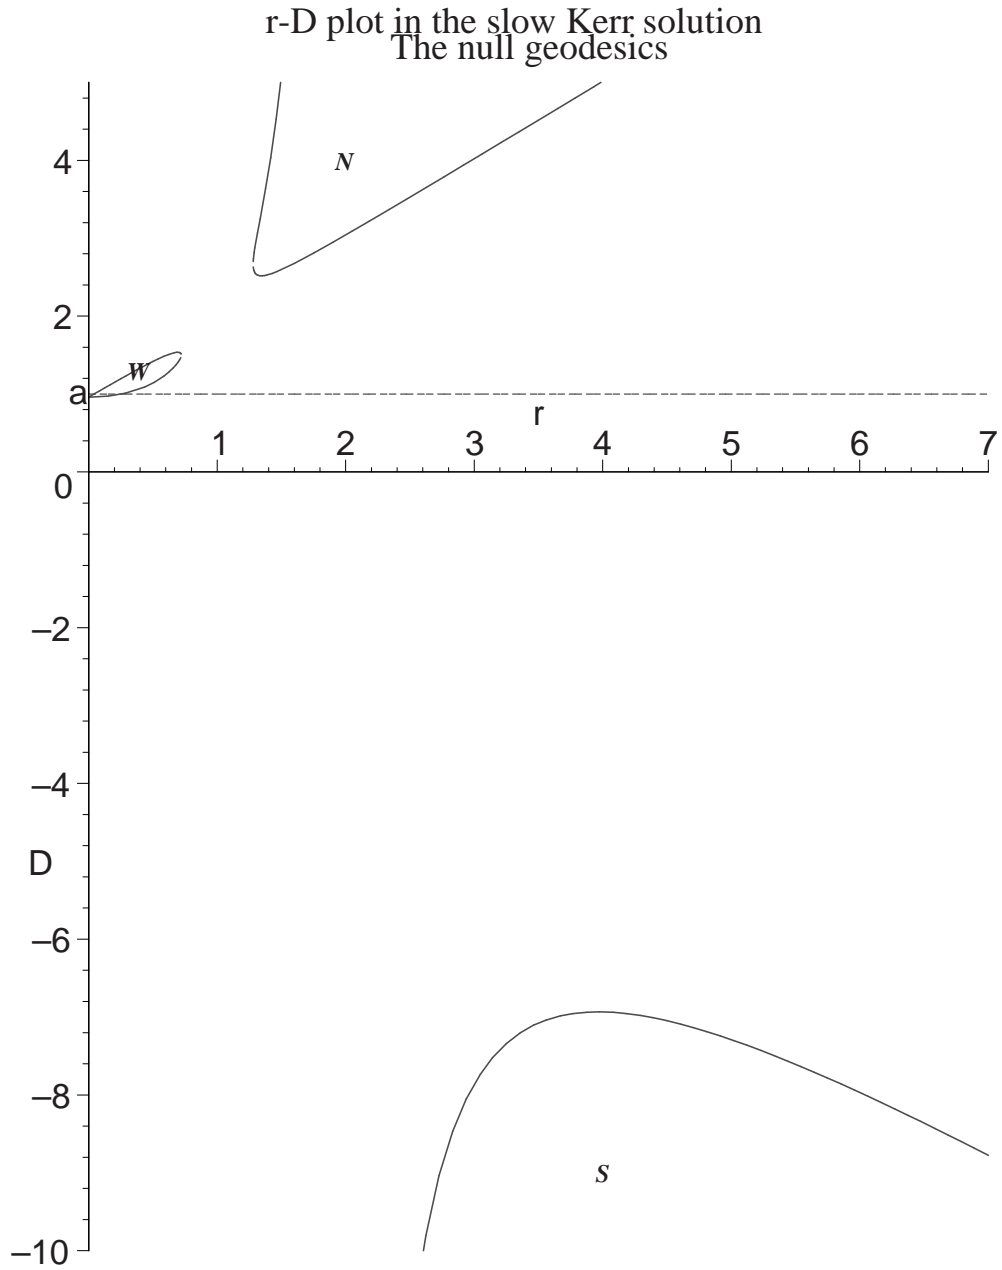 r-D plot in the slow Kerr solution
The null geodesics
4
N
2
W
a
r
1 2 3 4 5 6 7
0
–2
–4
D
–6
–8
S
–10